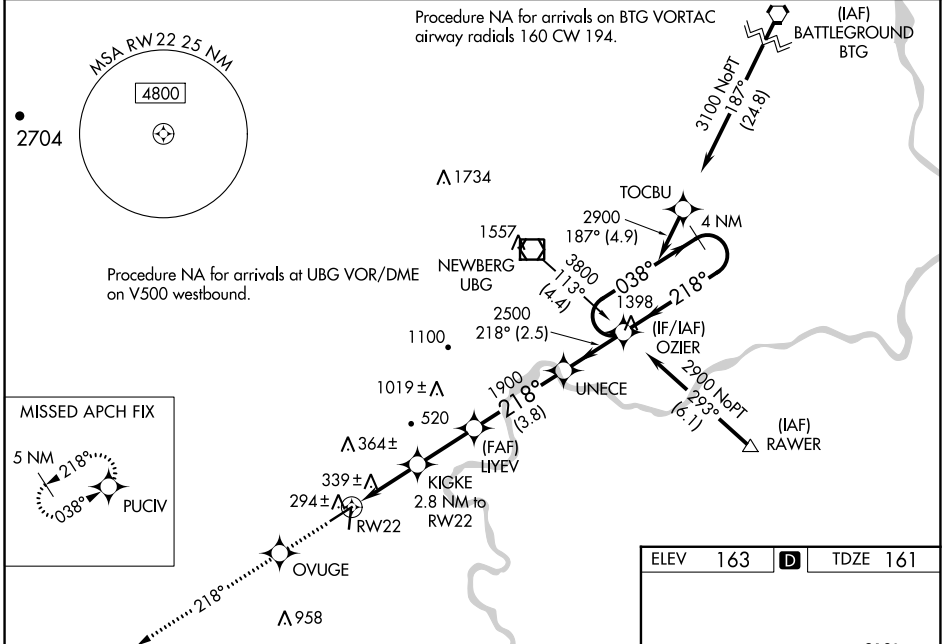 Procedure NA for arrivals on BTG VORTAC
airway radials 160 CW 194.
(IAF)
BATTLEGROUND
BTG
MSA RW22 25 NM
4800
2704
3100 NoPT
187°
(24.8)
1734
TOCBU
4 NM
2900
187° (4.9)
1557
NEWBERG
UBG
3800
113°
(4.4)
038°
218°
1398
Procedure NA for arrivals at UBG VOR/DME
on V500 westbound.
2500
218° (2.5)
(IF/IAF)
OZIER
1100
UNECE
2900 NoPT
293°
(6.1)
1019±
1900
218°
(3.8)
(IAF)
RAWER
MISSED APCH FIX
5 NM
218°
038°
PUCIV
520
(FAF)
LIYEV
364±
339±
KIGKE
2.8 NM to
RW22
294±
RW22
OVUGE
218°
958
ELEV 163 D TDZE 161